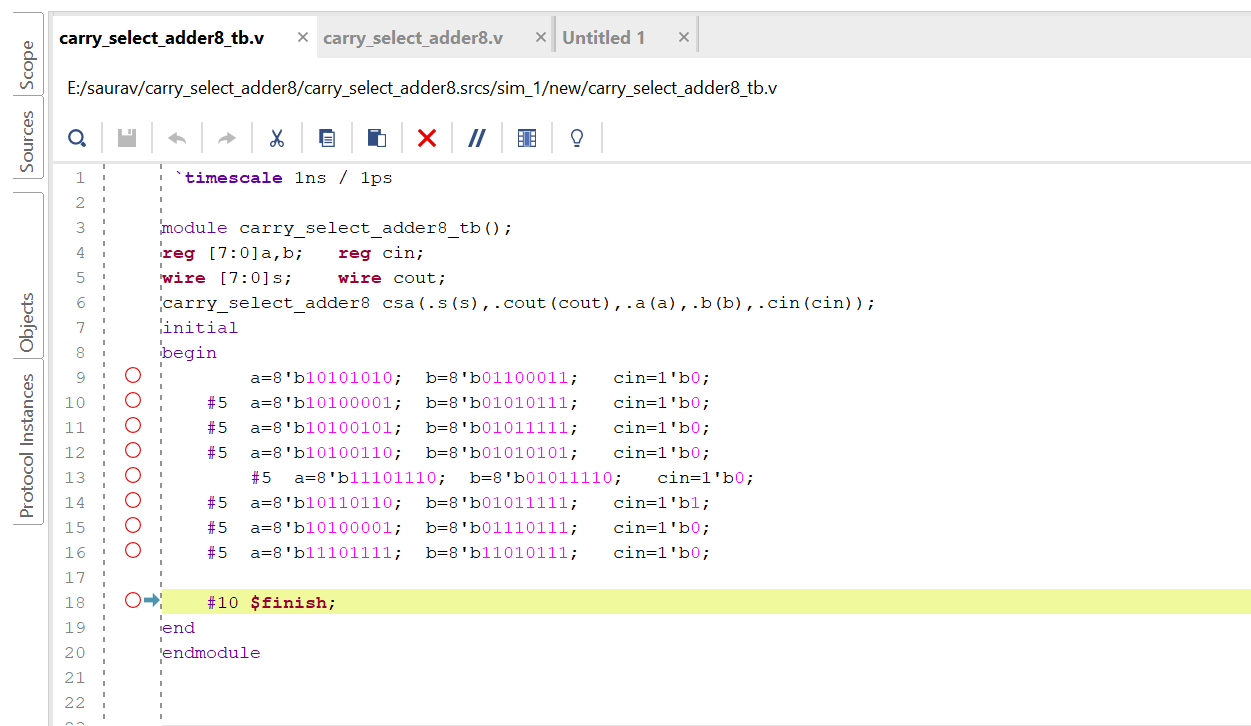 Scope
Sources
Objects
Protocol Instances
carry_select_adder8_tb.v × carry_select_adder8.v × Untitled 1 ×
E:/saurav/carry_select_adder8/carry_select_adder8.srcs/sim_1/new/carry_select_adder8_tb.v
1 `timescale 1ns / 1ps
2
3 module carry_select_adder8_tb();
4 reg [7:0]a,b; reg cin;
5 wire [7:0]s; wire cout;
6 carry_select_adder8 csa(.s(s),.cout(cout),.a(a),.b(b),.cin(cin));
7 initial
8 begin
9 a=8'b10101010; b=8'b01100011; cin=1'b0;
10 #5 a=8'b10100001; b=8'b01010111; cin=1'b0;
11 #5 a=8'b10100101; b=8'b01011111; cin=1'b0;
12 #5 a=8'b10100110; b=8'b01010101; cin=1'b0;
13 #5 a=8'b11101110; b=8'b01011110; cin=1'b0;
14 #5 a=8'b10110110; b=8'b01011111; cin=1'b1;
15 #5 a=8'b10100001; b=8'b01110111; cin=1'b0;
16 #5 a=8'b11101111; b=8'b11010111; cin=1'b0;
17
18 #10 $finish;
19 end
20 endmodule
21
22